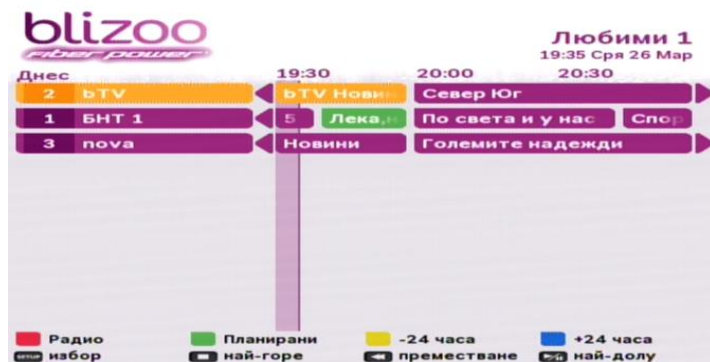 blizoo
Fiber power
Любими 1
19:35 Сря 26 Мар
Днес 19:30 20:00 20:30
2 bTV bTV Новин Север Юг
1 БНТ 1 5 Лека, По света и у нас Спор
3 nova Новини Големите надежди
Радио Планирани -24 часа +24 часа
SETUP избор най-горе преместване най-долу